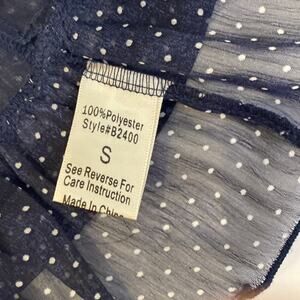 100%Polyester
Style#B2400
S
See Reverse For
Care Instruction
Made In China